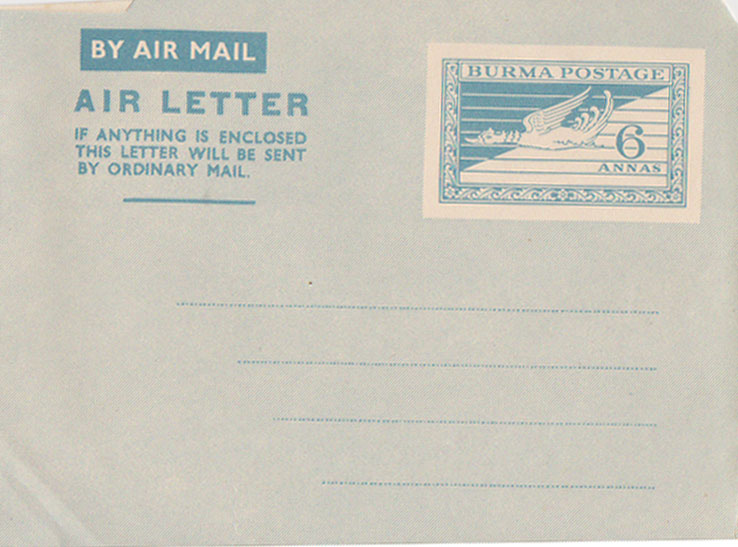 BY AIR MAIL
AIR LETTER
IF ANYTHING IS ENCLOSED
THIS LETTER WILL BE SENT
BY ORDINARY MAIL.
BURMA POSTAGE
6
ANNAS